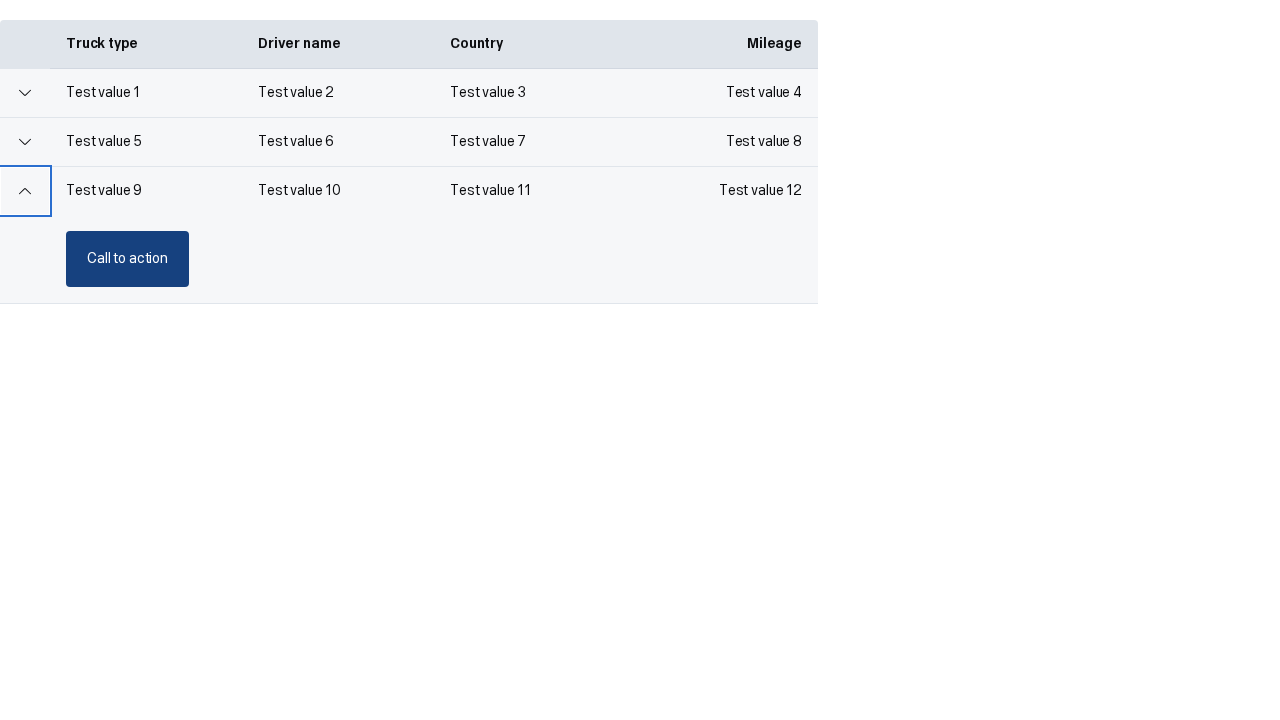 Truck type Driver name Country Mileage
Test value 1 Test value 2 Test value 3 Test value 4
Test value 5 Test value 6 Test value 7 Test value 8
Test value 9 Test value 10 Test value 11 Test value 12
Call to action